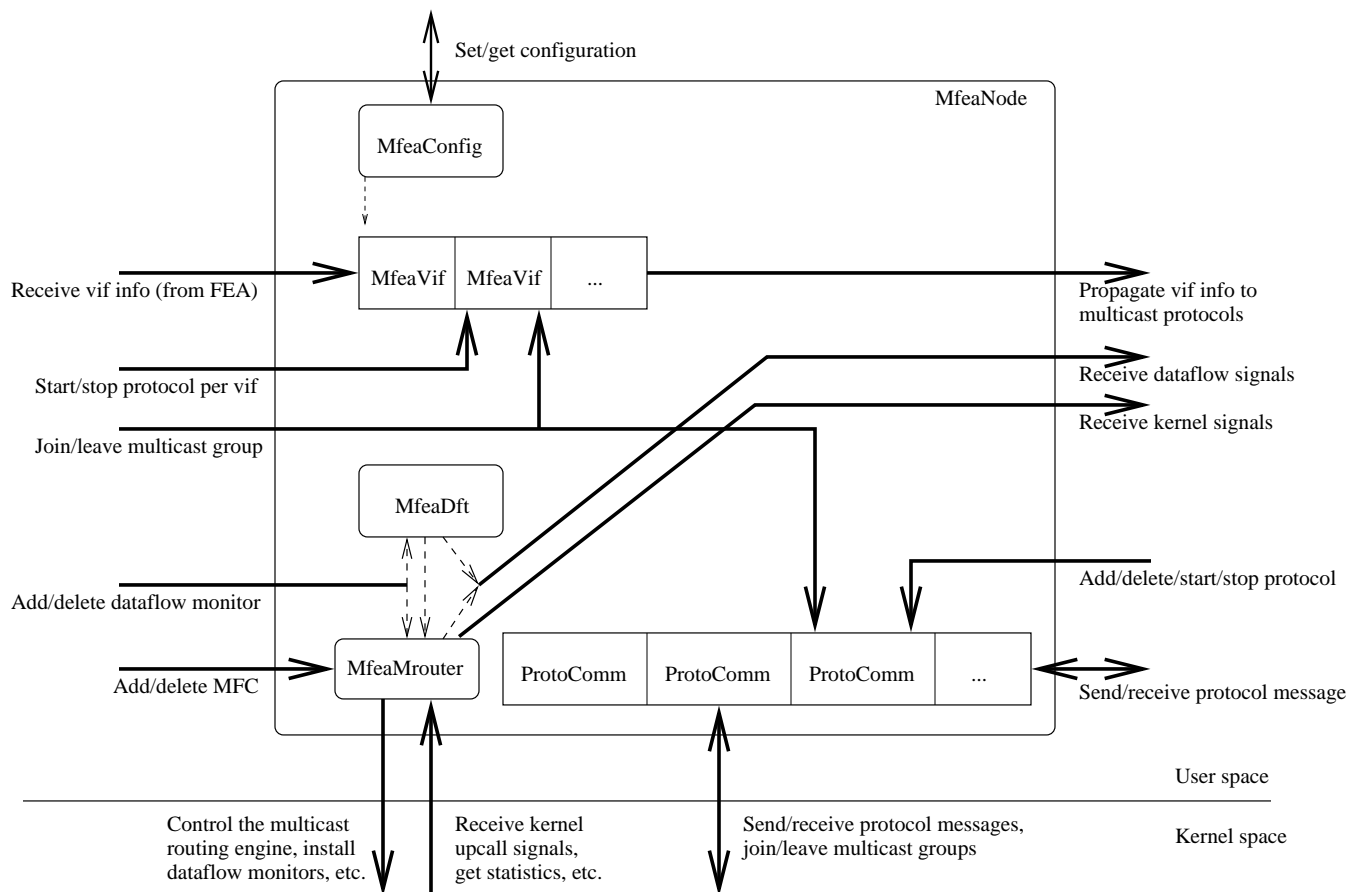 Set/get configuration
MfeaNode
MfeaConfig
MfeaVif
MfeaVif
...
Receive vif info (from FEA)
Propagate vif info to
multicast protocols
Start/stop protocol per vif
Receive dataflow signals
Receive kernel signals
Join/leave multicast group
MfeaDft
Add/delete dataflow monitor
Add/delete/start/stop protocol
MfeaMrouter
ProtoComm
ProtoComm
ProtoComm
...
Add/delete MFC
Send/receive protocol message
User space
Kernel space
Control the multicast
routing engine, install
dataflow monitors, etc.
Receive kernel
upcall signals,
get statistics, etc.
Send/receive protocol messages,
join/leave multicast groups